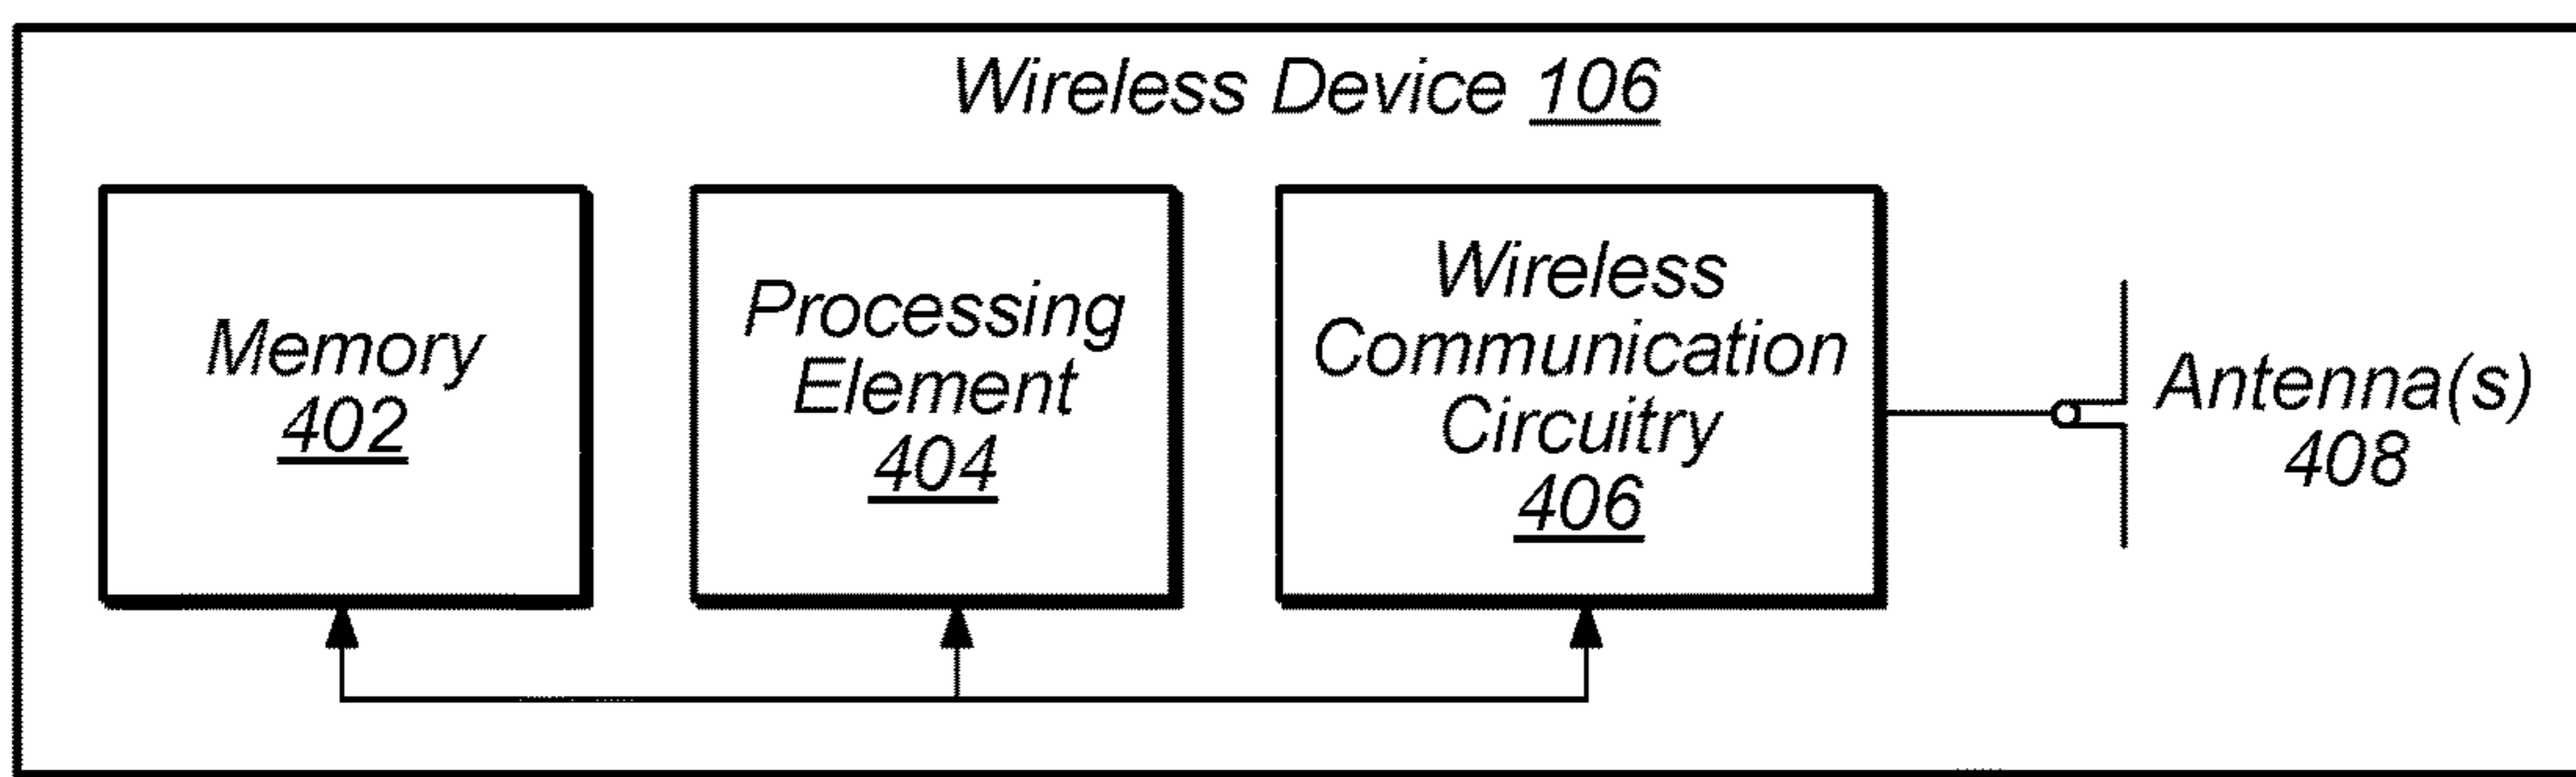 Wireless Device 106
Memory
402
Processing
Element
404
Wireless
Communication
Circuitry
406
Antenna(s)
408